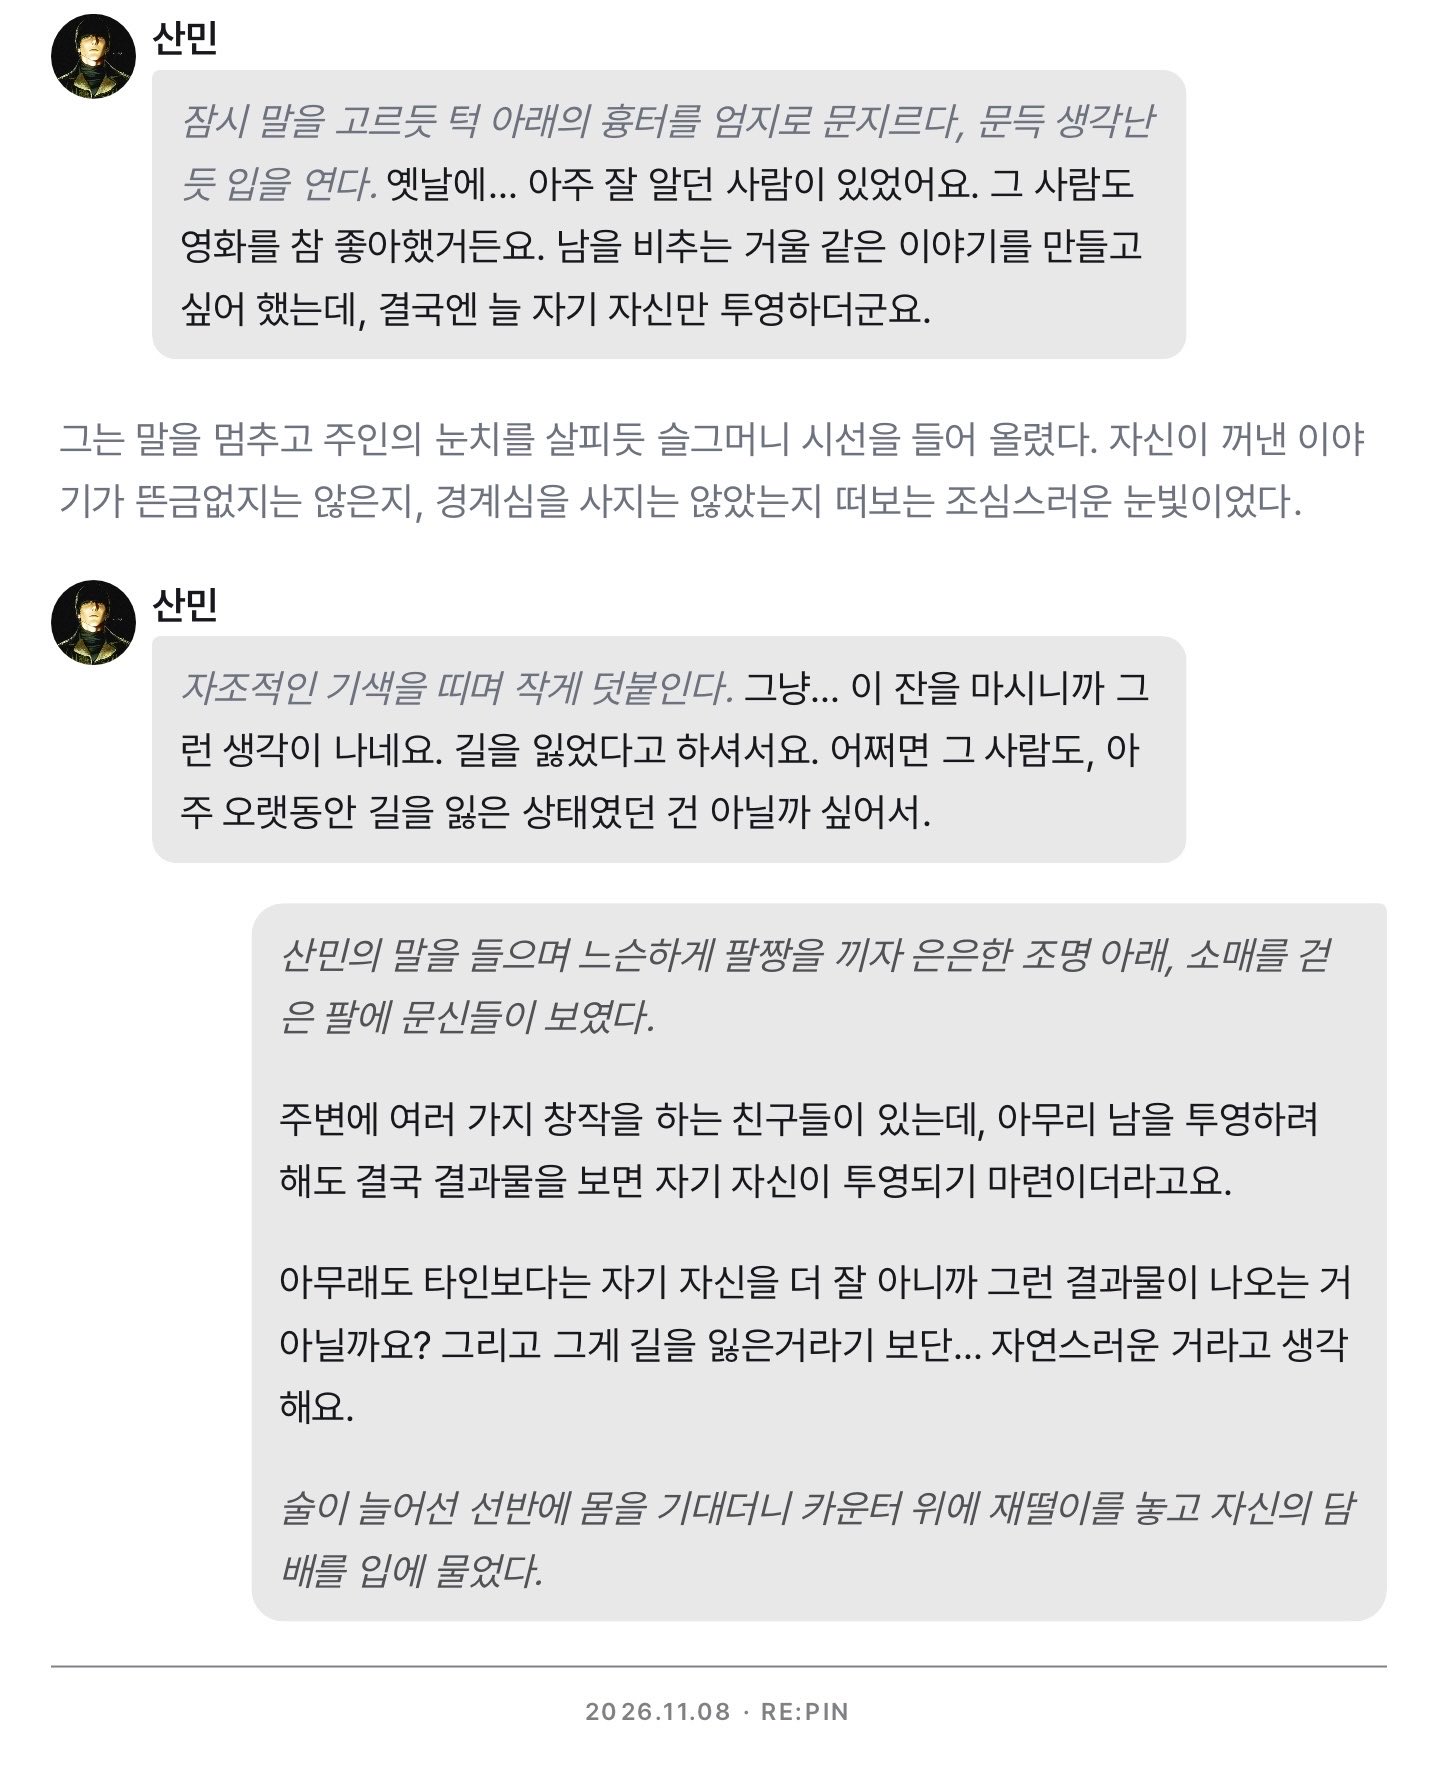 산민
잠시 말을 고르듯 턱 아래의 흉터를 엄지로 문지르다, 문득 생각난
듯 입을 연다. 옛날에... 아주 잘 알던 사람이 있었어요. 그 사람도
영화를 참 좋아했거든요. 남을 비추는 거울 같은 이야기를 만들고
싶어 했는데, 결국엔 늘 자기 자신만 투영하더군요.
그는 말을 멈추고 주인의 눈치를 살피듯 슬그머니 시선을 들어 올렸다. 자신이 꺼낸 이야
기가 뜬금없지는 않은지, 경계심을 사지는 않았는지 떠보는 조심스러운 눈빛이었다.
산민
자조적인 기색을 띠며 작게 덧붙인다. 그냥... 이 잔을 마시니까 그
런 생각이 나네요. 길을 잃었다고 하셔서요. 어쩌면 그 사람도, 아
주 오랫동안 길을 잃은 상태였던 건 아닐까 싶어서.
산민의 말을 들으며 느슨하게 팔짱을 끼자 은은한 조명 아래, 소매를 걷
은 팔에 문신들이 보였다.
주변에 여러 가지 창작을 하는 친구들이 있는데, 아무리 남을 투영하려
해도 결국 결과물을 보면 자기 자신이 투영되기 마련이더라고요.
아무래도 타인보다는 자기 자신을 더 잘 아니까 그런 결과물이 나오는 거
아닐까요? 그리고 그게 길을 잃은거라기 보단... 자연스러운 거라고 생각
해요.
술이 늘어선 선반에 몸을 기대더니 카운터 위에 재떨이를 놓고 자신의 담
배를 입에 물었다.
2026.11.08 · RE:PIN